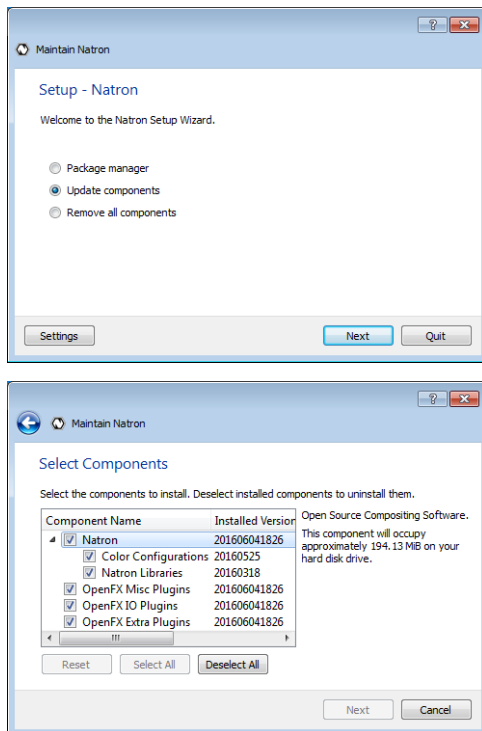 Maintain Natron
Setup - Natron
Welcome to the Natron Setup Wizard.
Package manager
Update components
Remove all components
Settings
Next
Quit
Maintain Natron
Select Components
Select the components to install. Deselect installed components to uninstall them.
Component Name Installed Version
Natron 201606041826
Color Configurations 20160525
Natron Libraries 20160318
OpenFX Misc Plugins 201606041826
OpenFX IO Plugins 201606041826
OpenFX Extra Plugins 201606041826
Open Source Compositing Software.
This component will occupy
approximately 194.13 MiB on your
hard disk drive.
Reset
Select All
Deselect All
Next
Cancel